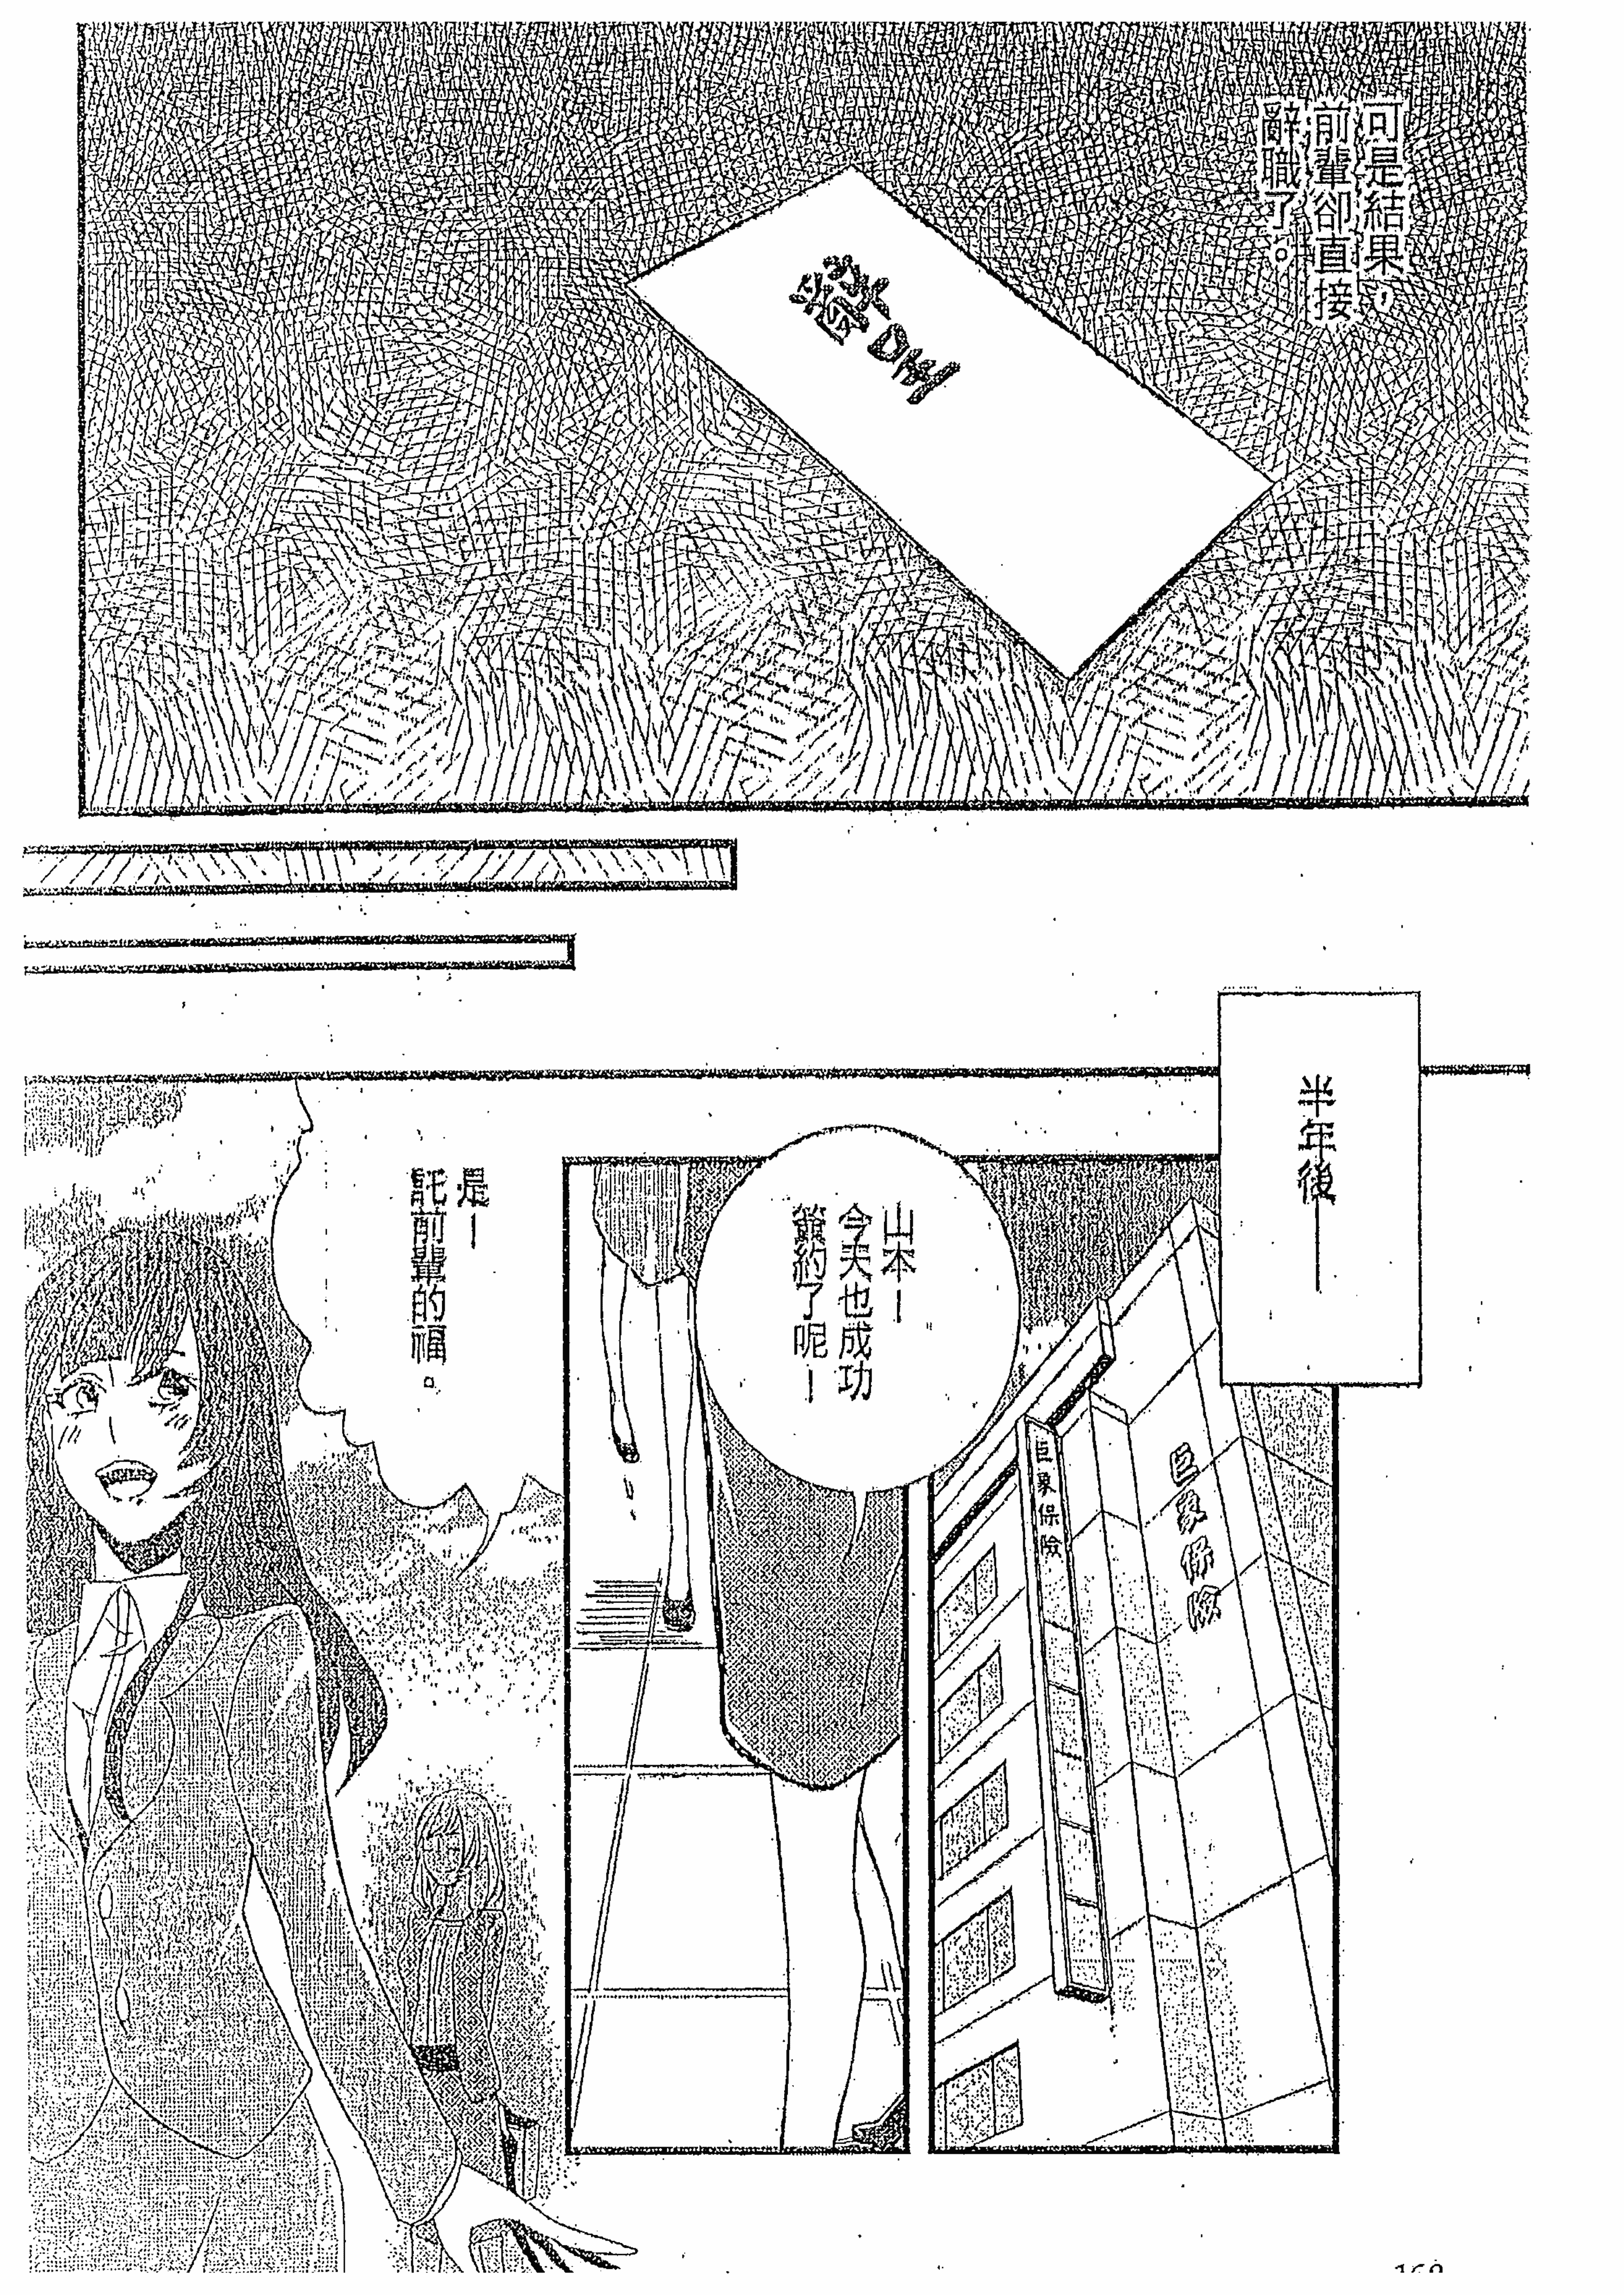 可是結果，
前輩卻直接
辭職了。
半年後——
巨象保險
巨象保險
山本—
今天也成功
簽約了呢—
是—
託前輩的福。